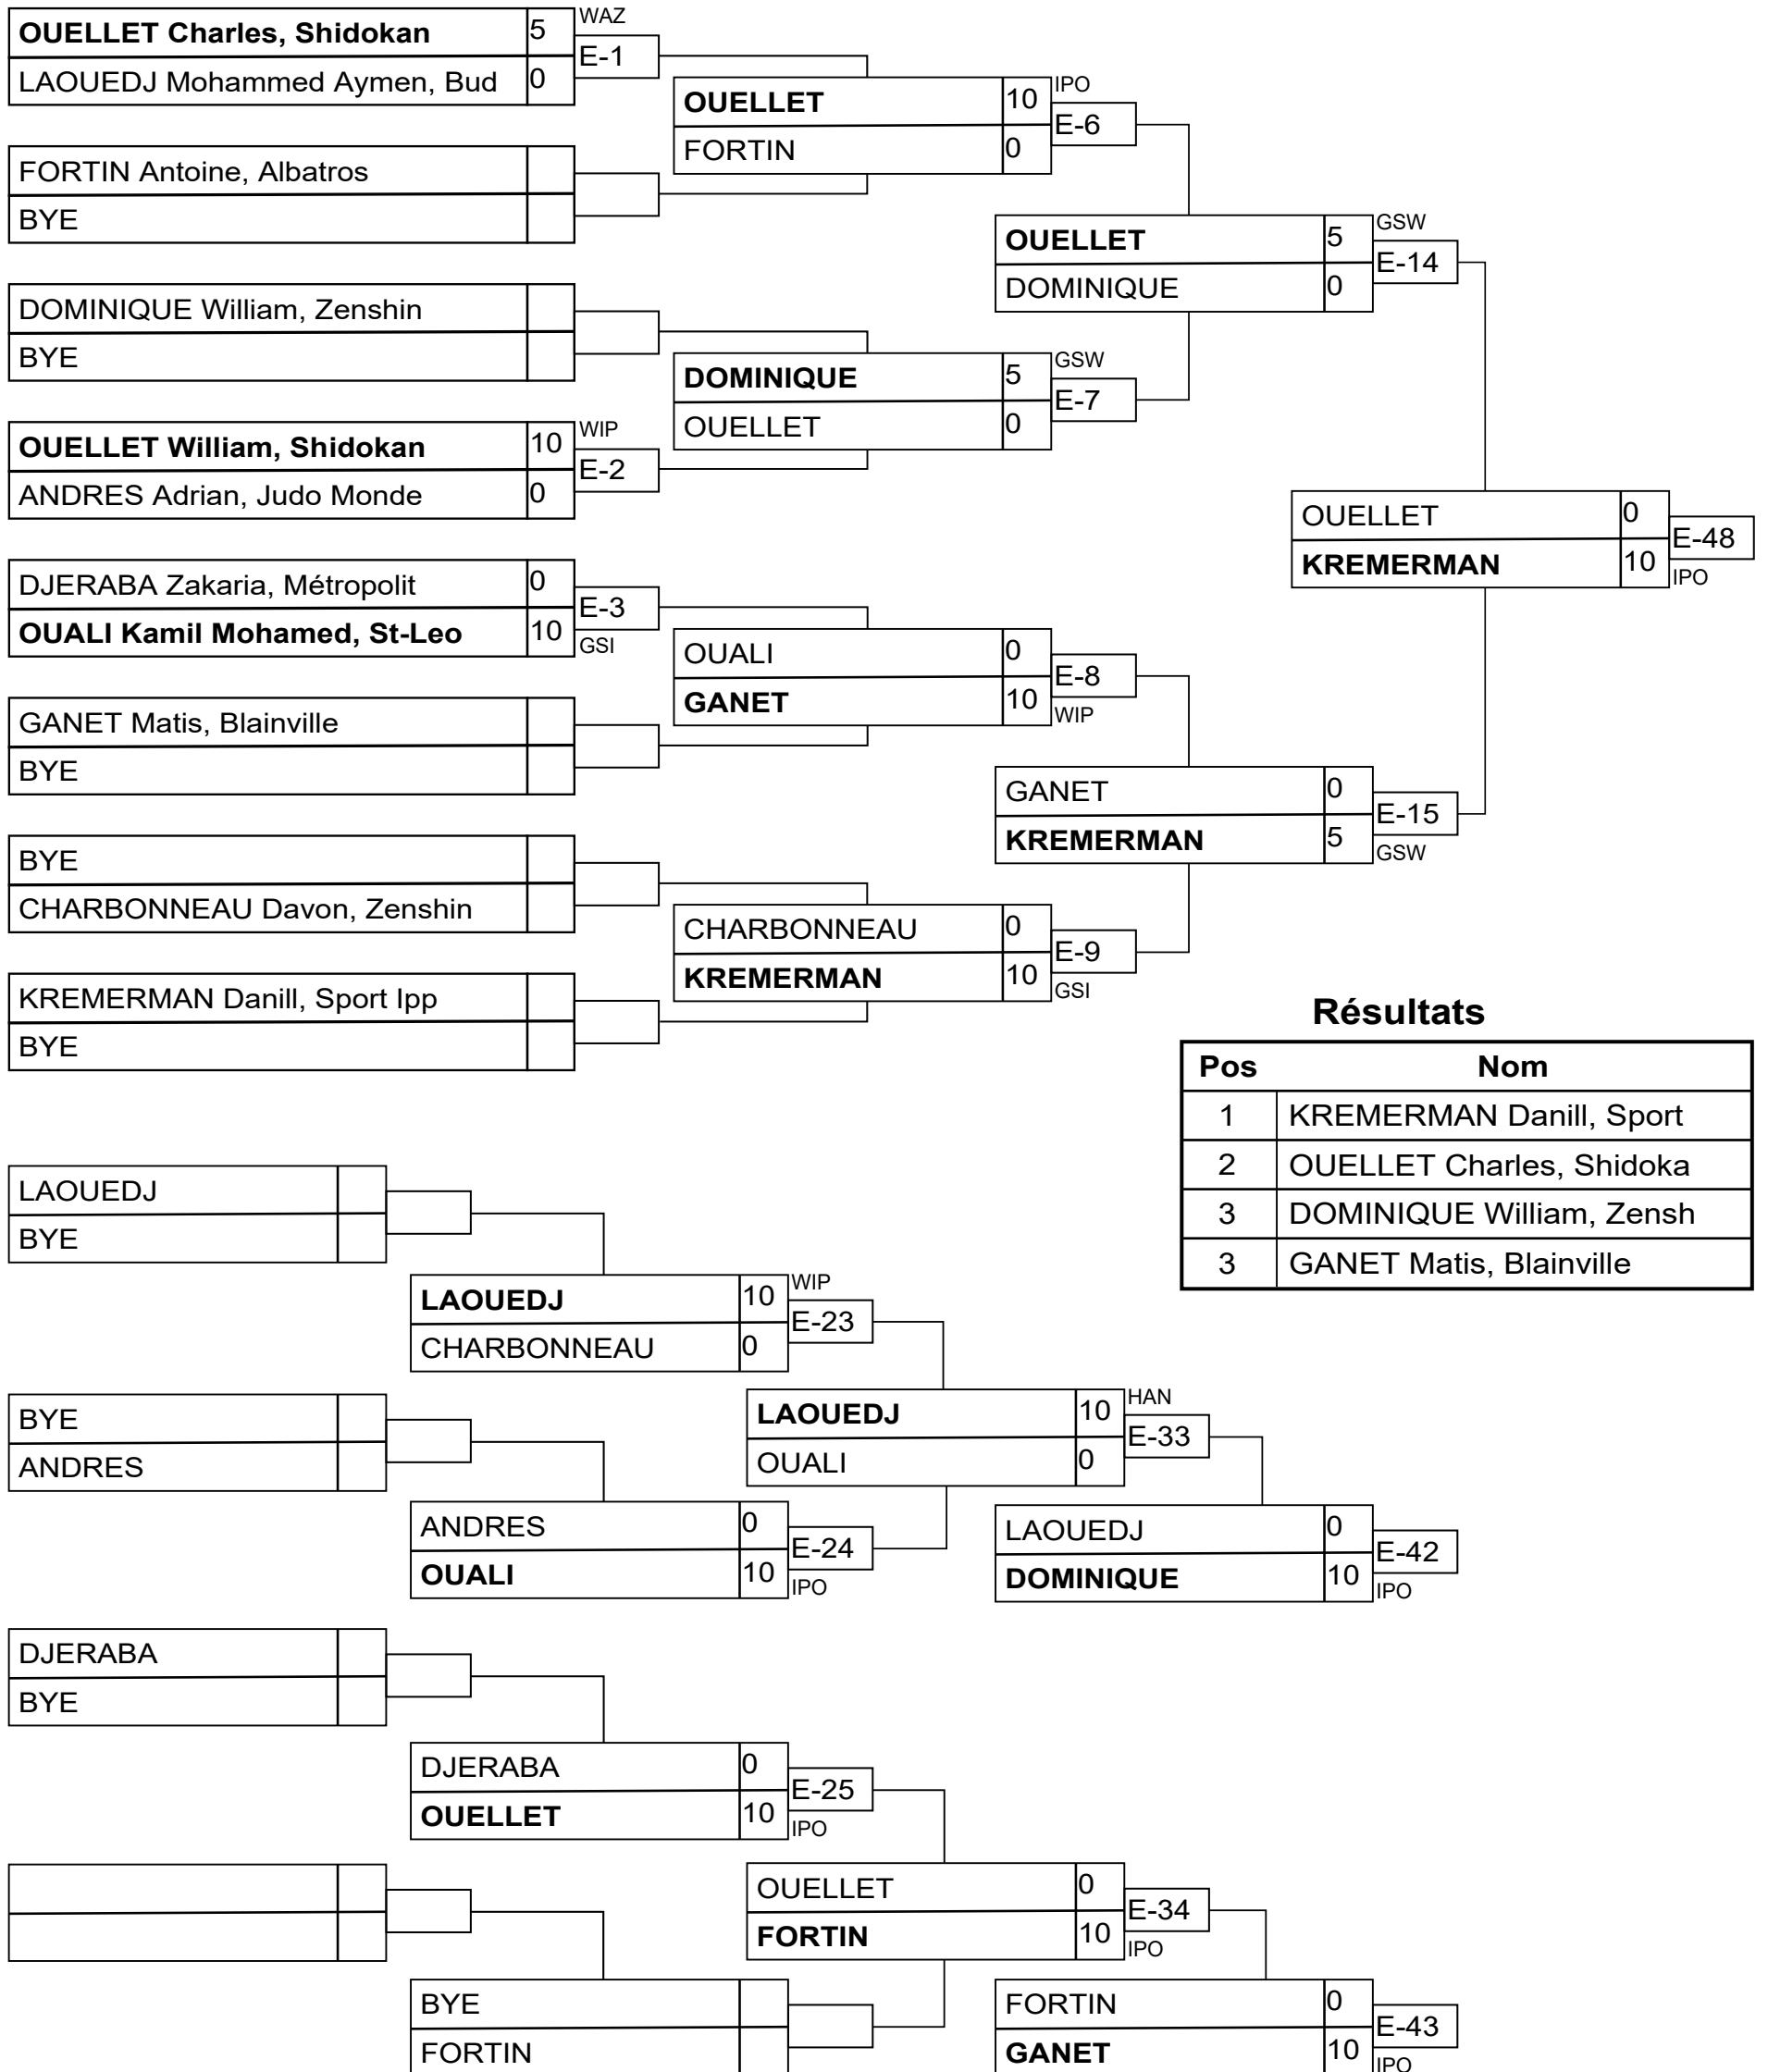 WAZ
OUELLET Charles, Shidokan 5
E-1
LAOUEDJ Mohammed Aymen, Bud 0
OUELLET 10
IPO
E-6
FORTIN 0
FORTIN Antoine, Albatros
BYE
OUELLET 5
GSW
E-14
DOMINIQUE 0
DOMINIQUE William, Zenshin
BYE
DOMINIQUE 5
GSW
E-7
OUELLET 0
OUELLET William, Shidokan 10
WIP
E-2
ANDRES Adrian, Judo Monde 0
OUELLET 0
E-48
KREMERMAN 10
IPO
DJERABA Zakaria, Métropolit 0
E-3
OUALI Kamil Mohamed, St-Leo 10
GSI
OUALI 0
E-8
GANET 10
WIP
GANET Matis, Blainville
BYE
GANET 0
E-15
KREMERMAN 5
GSW
BYE
CHARBONNEAU Davon, Zenshin
CHARBONNEAU 0
E-9
KREMERMAN 10
GSI
KREMERMAN Danill, Sport Ipp
BYE
Résultats
Pos Nom
1 KREMERMAN Danill, Sport
2 OUELLET Charles, Shidoka
3 DOMINIQUE William, Zensh
3 GANET Matis, Blainville
LAOUEDJ
BYE
LAOUEDJ 10
WIP
E-23
CHARBONNEAU 0
BYE
ANDRES
LAOUEDJ 10
HAN
E-33
OUALI 0
ANDRES 0
E-24
OUALI 10
IPO
LAOUEDJ 0
E-42
DOMINIQUE 10
IPO
DJERABA
BYE
DJERABA 0
E-25
OUELLET 10
IPO
OUELLET 0
E-34
FORTIN 10
IPO
BYE
FORTIN
FORTIN 0
E-43
GANET 10
IPO